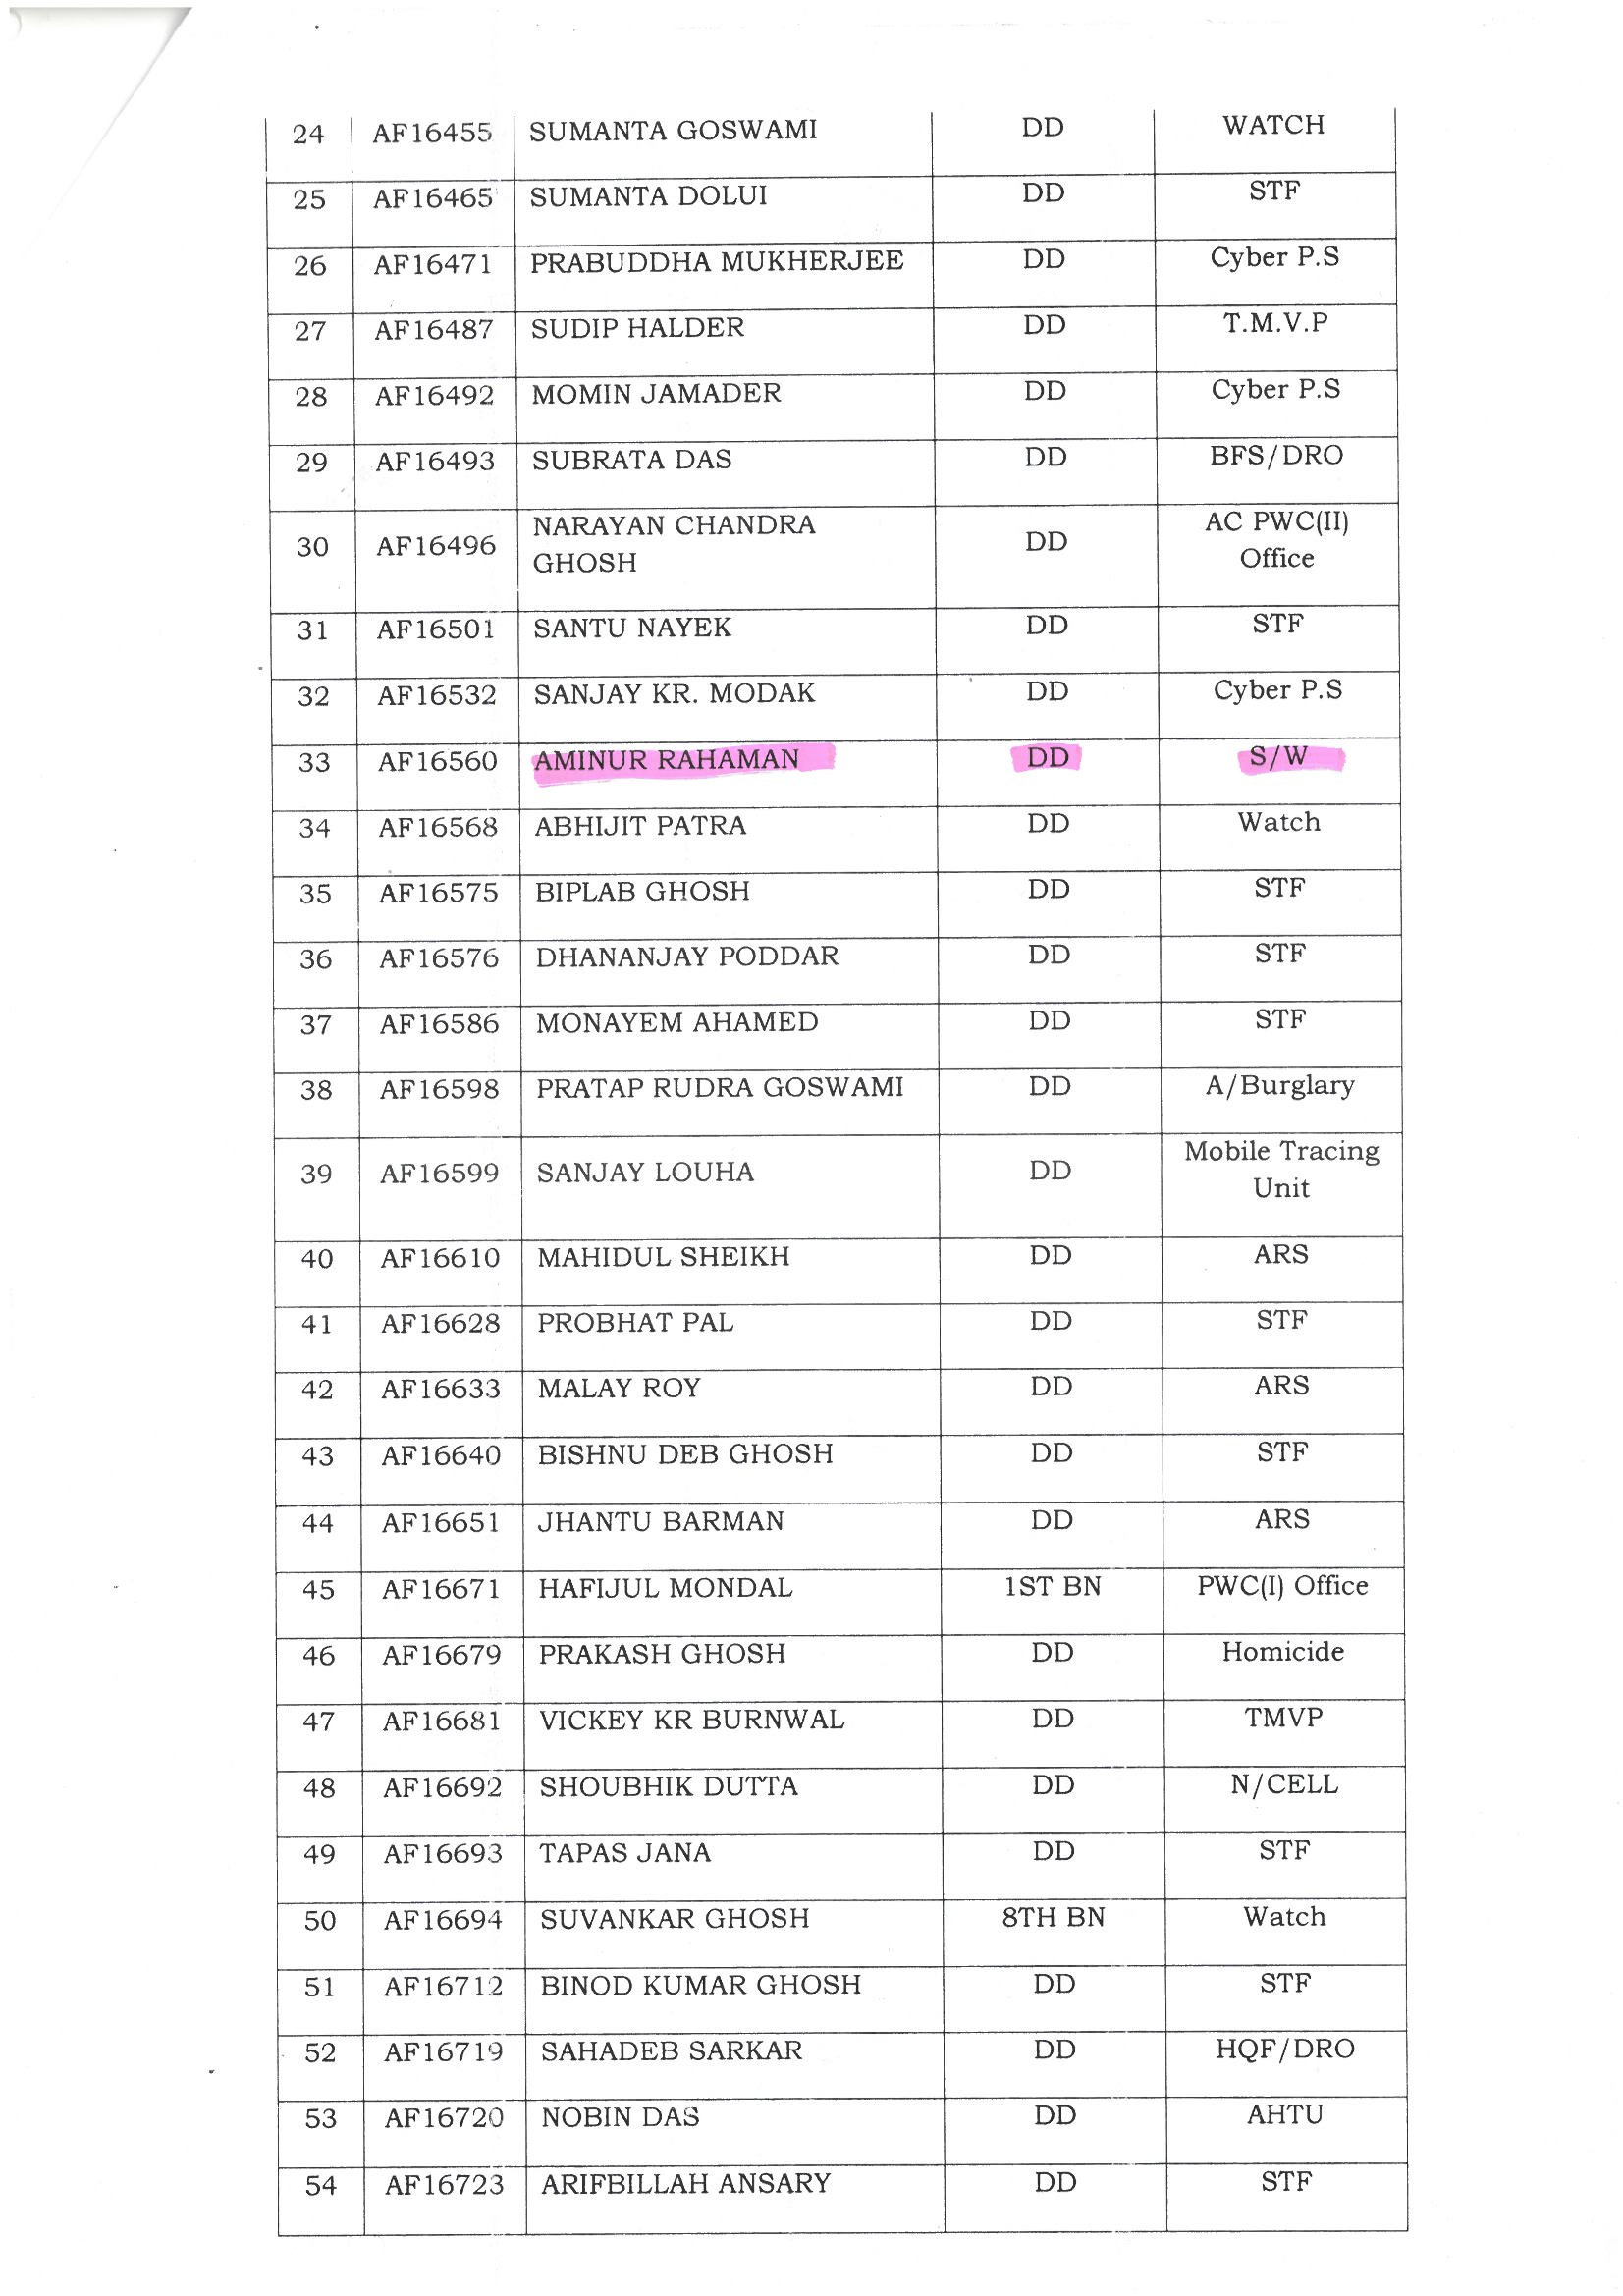 24 AF16455 SUMANTA GOSWAMI DD WATCH
25 AF16465 SUMANTA DOLUI DD STF
26 AF16471 PRABUDDHA MUKHERJEE DD Cyber P.S
27 AF16487 SUDIP HALDER DD T.M.V.P
28 AF16492 MOMIN JAMADER DD Cyber P.S
29 AF16493 SUBRATA DAS DD BFS/DRO
30 AF16496 NARAYAN CHANDRA GHOSH DD AC PWC(II) Office
31 AF16501 SANTU NAYEK DD STF
32 AF16532 SANJAY KR. MODAK DD Cyber P.S
33 AF16560 AMINUR RAHAMAN DD S/W
34 AF16568 ABHIJIT PATRA DD Watch
35 AF16575 BIPLAB GHOSH DD STF
36 AF16576 DHANANJAY PODDAR DD STF
37 AF16586 MONAYEM AHAMED DD STF
38 AF16598 PRATAP RUDRA GOSWAMI DD A/Burglary
39 AF16599 SANJAY LOUHA DD Mobile Tracing Unit
40 AF16610 MAHIDUL SHEIKH DD ARS
41 AF16628 PROBHAT PAL DD STF
42 AF16633 MALAY ROY DD ARS
43 AF16640 BISHNU DEB GHOSH DD STF
44 AF16651 JHANTU BARMAN DD ARS
45 AF16671 HAFIJUL MONDAL 1ST BN PWC(I) Office
46 AF16679 PRAKASH GHOSH DD Homicide
47 AF16681 VICKEY KR BURNWAL DD TMVP
48 AF16692 SHOUBHIK DUTTA DD N/CELL
49 AF16693 TAPAS JANA DD STF
50 AF16694 SUVANKAR GHOSH 8TH BN Watch
51 AF16712 BINOD KUMAR GHOSH DD STF
52 AF16719 SAHADEB SARKAR DD HQF/DRO
53 AF16720 NOBIN DAS DD AHTU
54 AF16723 ARIFBILLAH ANSARY DD STF